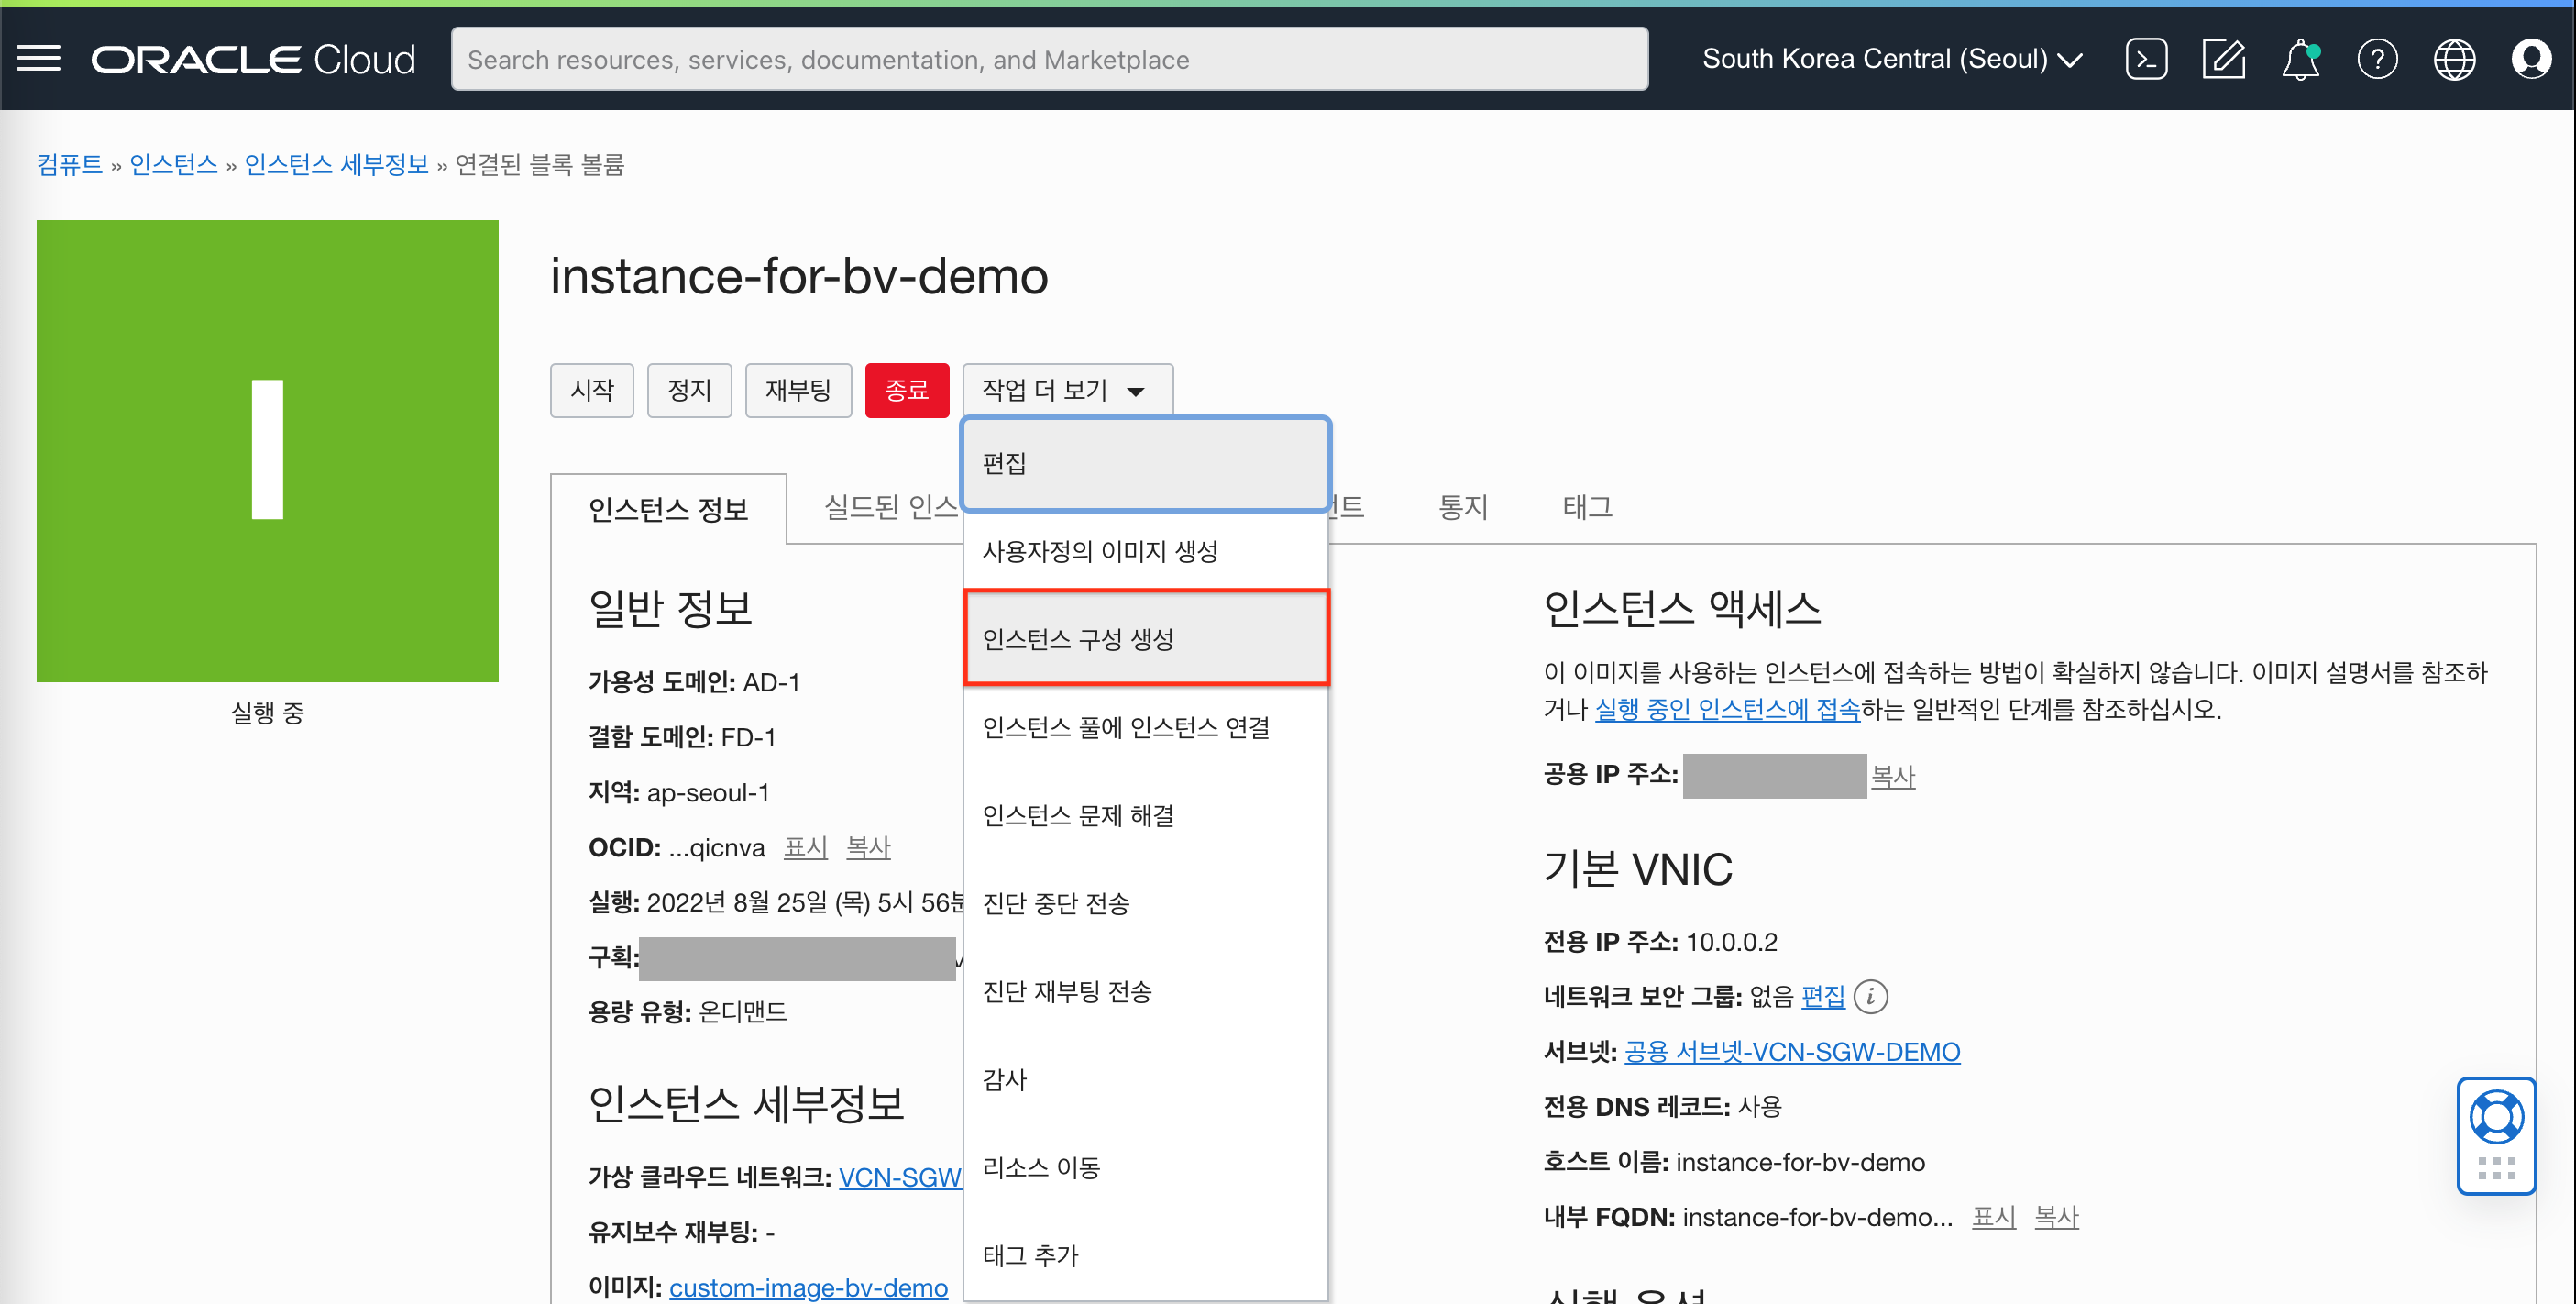 ORACLE Cloud
Search resources, services, documentation, and Marketplace
South Korea Central (Seoul)
컴퓨트 » 인스턴스 » 인스턴스 세부정보 » 연결된 블록 볼륨
I
실행 중
instance-for-bv-demo
시작 정지 재부팅 종료 작업 더 보기
편집
사용자정의 이미지 생성
인스턴스 구성 생성
인스턴스 풀에 인스턴스 연결
인스턴스 문제 해결
진단 중단 전송
진단 재부팅 전송
감사
리소스 이동
태그 추가
인스턴스 정보 실드된 인스 통지 태그
일반 정보
가용성 도메인: AD-1
결함 도메인: FD-1
지역: ap-seoul-1
OCID: ...qicnva 표시 복사
실행: 2022년 8월 25일 (목) 5시 56분
구획:
용량 유형: 온디맨드
인스턴스 세부정보
가상 클라우드 네트워크: VCN-SGW
유지보수 재부팅: -
이미지: custom-image-bv-demo
인스턴스 액세스
이 이미지를 사용하는 인스턴스에 접속하는 방법이 확실하지 않습니다. 이미지 설명서를 참조하
거나 실행 중인 인스턴스에 접속하는 일반적인 단계를 참조하십시오.
공용 IP 주소: 복사
기본 VNIC
전용 IP 주소: 10.0.0.2
네트워크 보안 그룹: 없음 편집
서브넷: 공용 서브넷-VCN-SGW-DEMO
전용 DNS 레코드: 사용
호스트 이름: instance-for-bv-demo
내부 FQDN: instance-for-bv-demo... 표시 복사